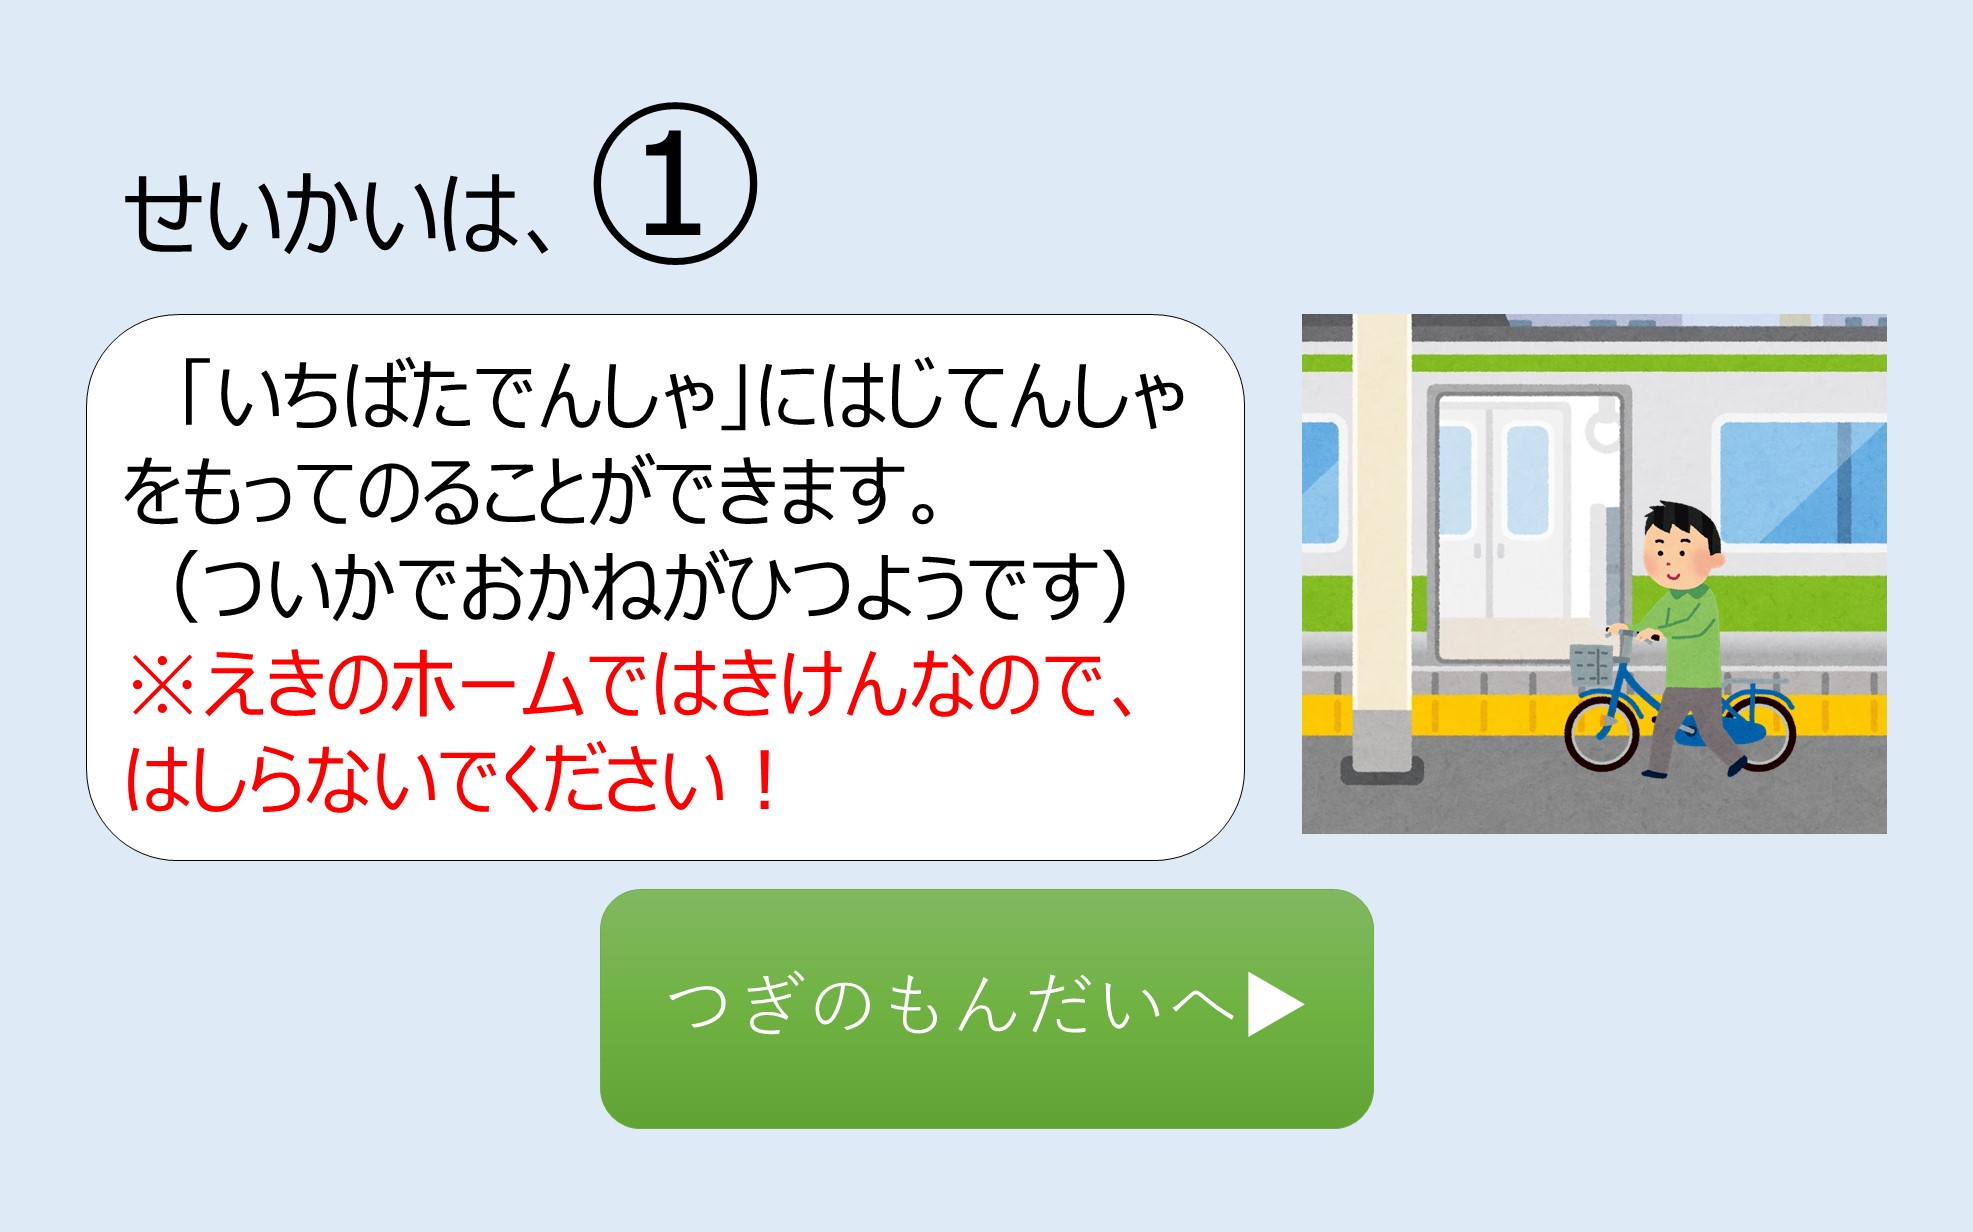 せいかいは、①
「いちばたでんしゃ」にはじてんしゃ
をもってのることができます。
（ついかでおかねがひつようです）
※えきのホームではきけんなので、
はしらないでください！
つぎのもんだいへ▶